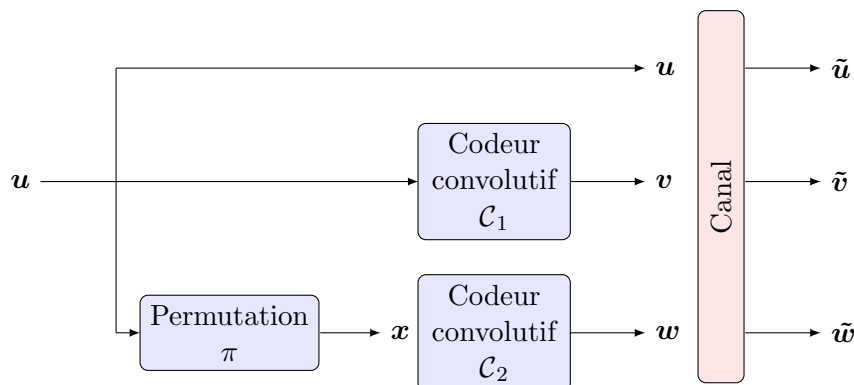 u
ũ
Codeur
convolutif
C₁
u
v
ṽ
Canal
Permutation
π
x
Codeur
convolutif
C₂
w
w̃